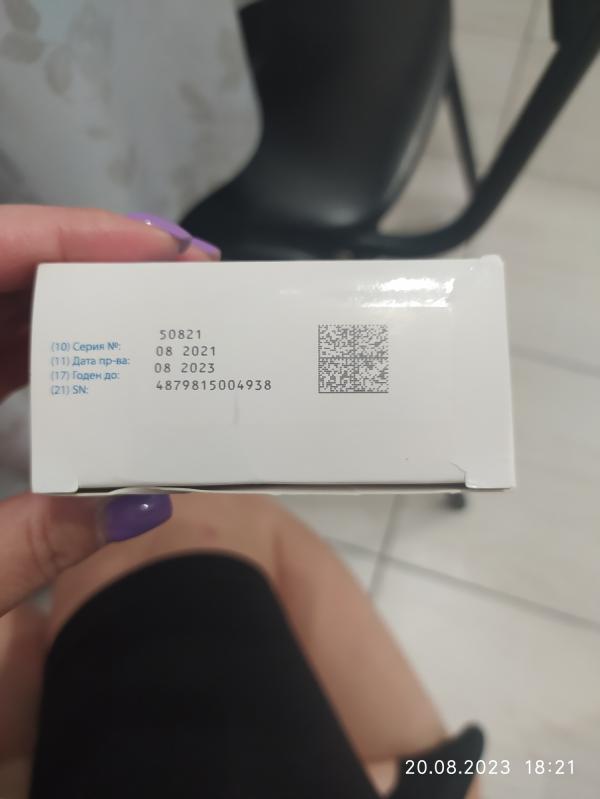 (10) Серия №: 50821
(11) Дата пр-ва: 08 2021
(17) Годен до: 08 2023
(21) SN: 4879815004938
20.08.2023 18:21